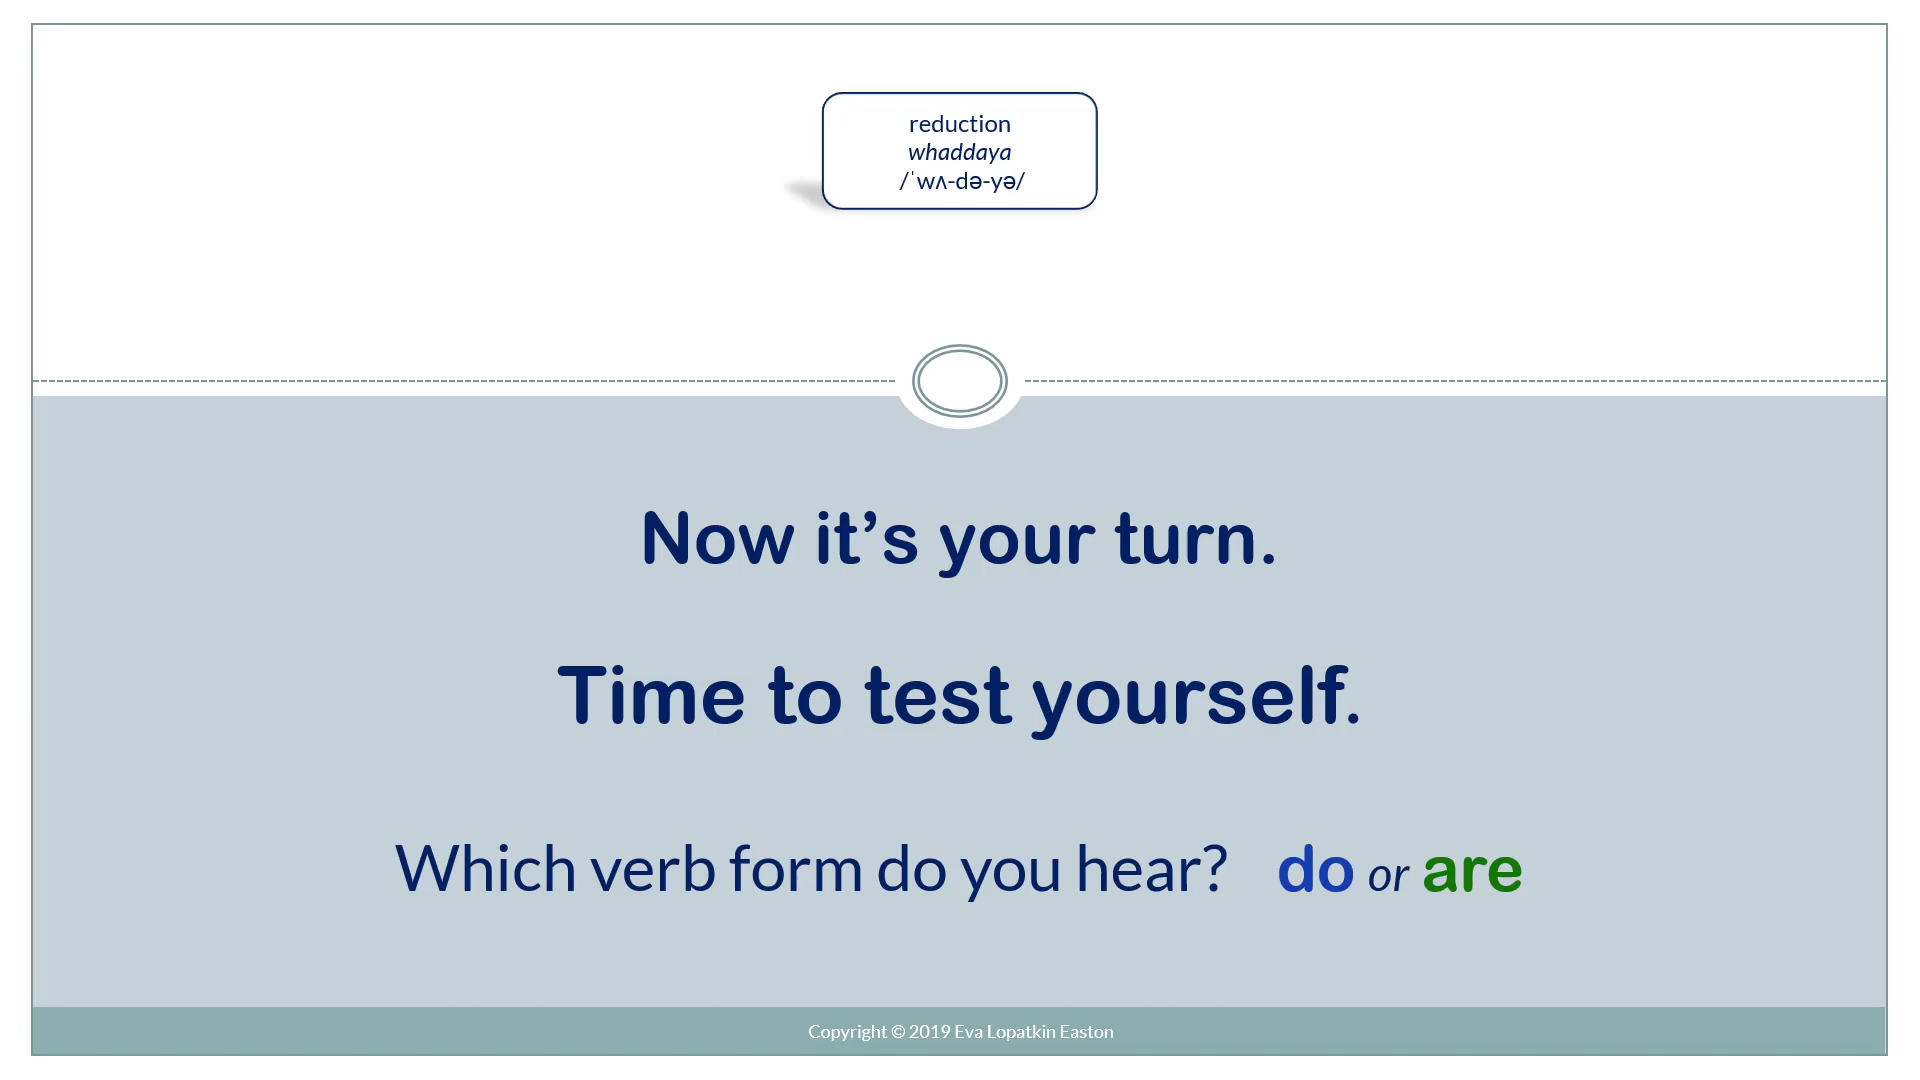 reduction
whaddaya
/ˈwʌ-də-yə/
Now it’s your turn.
Time to test yourself.
Which verb form do you hear? do or are
Copyright © 2019 Eva Lopatkin Easton